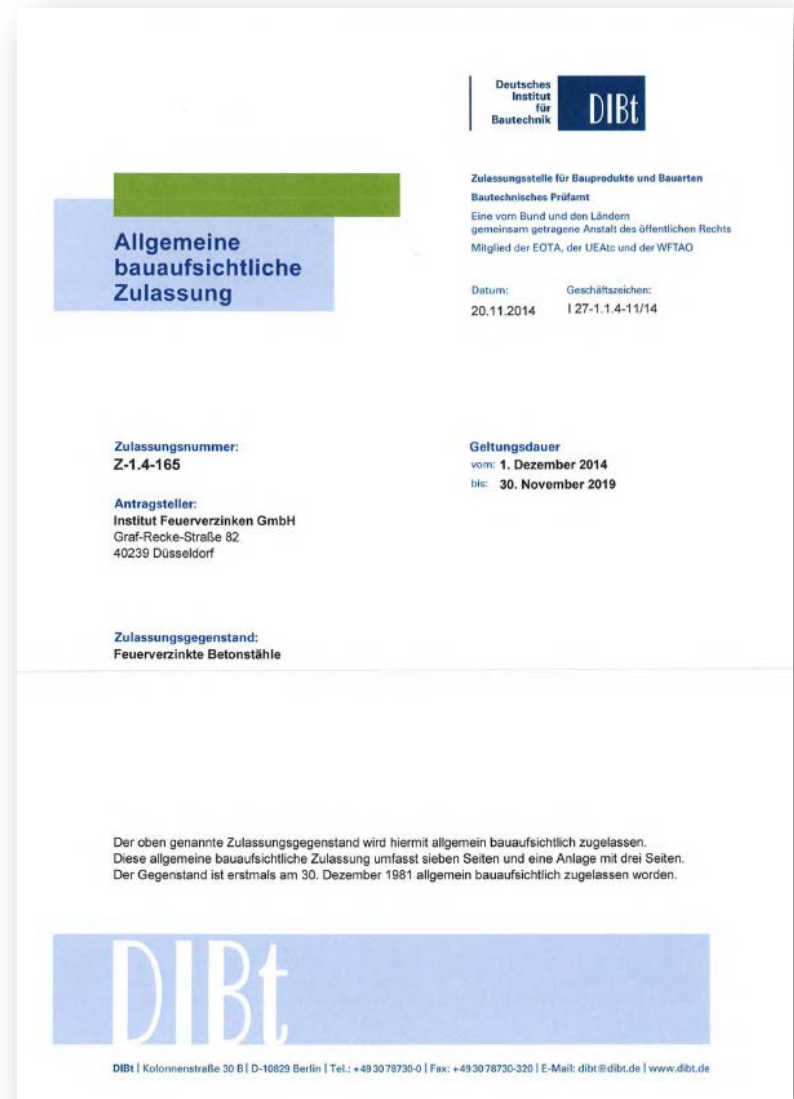 Deutsches
Institut
für
Bautechnik
DIBt
Zulassungsstelle für Bauprodukte und Bauarten
Bautechnisches Prüfamt
Eine vom Bund und den Ländern
gemeinsam getragene Anstalt des öffentlichen Rechts
Mitglied der EOTA, der UEAtc und der WFTAO
Allgemeine
bauaufsichtliche
Zulassung
Datum: Geschäftszeichen:
20.11.2014 I 27-1.1.4-11/14
Zulassungsnummer:
Z-1.4-165
Geltungsdauer
vom: 1. Dezember 2014
bis: 30. November 2019
Antragsteller:
Institut Feuerverzinken GmbH
Graf-Recke-Straße 82
40239 Düsseldorf
Zulassungsgegenstand:
Feuerverzinkte Betonstähle
Der oben genannte Zulassungsgegenstand wird hiermit allgemein bauaufsichtlich zugelassen.
Diese allgemeine bauaufsichtliche Zulassung umfasst sieben Seiten und eine Anlage mit drei Seiten.
Der Gegenstand ist erstmals am 30. Dezember 1981 allgemein bauaufsichtlich zugelassen worden.
DIBt
DIBt | Kolonnenstraße 30 B | D-10829 Berlin | Tel.: +493078730-0 | Fax: +493078730-320 | E-Mail: dibt@dibt.de | www.dibt.de